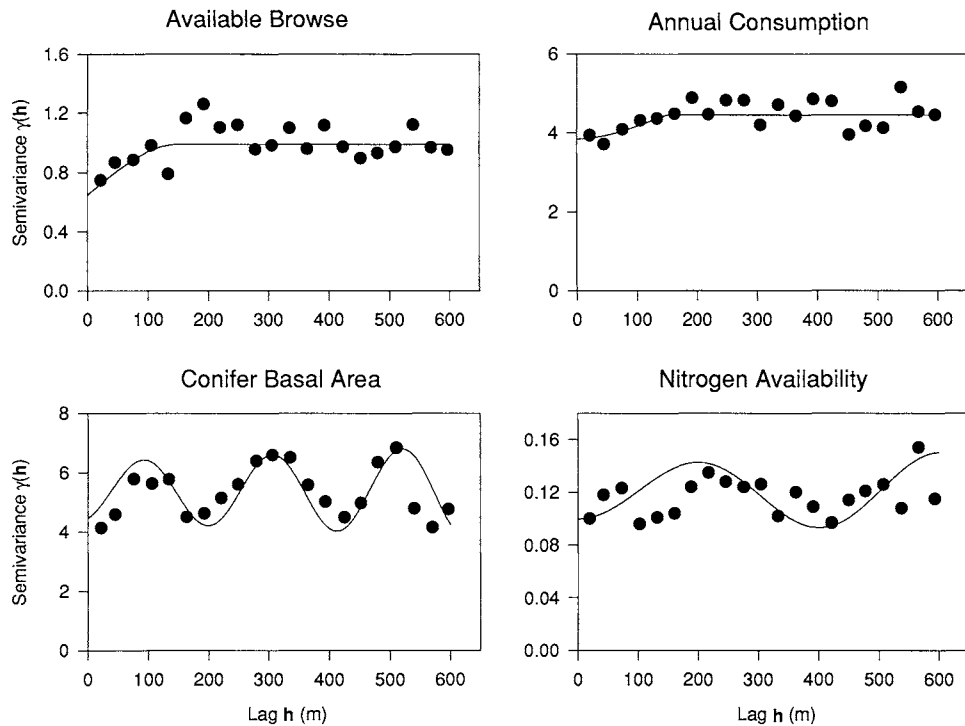 Available Browse
Semivariance γ(h)
1.6
1.2
0.8
0.4
0.0
0 100 200 300 400 500 600
Annual Consumption
6
4
2
0
0 100 200 300 400 500 600
Conifer Basal Area
Semivariance γ(h)
8
6
4
2
0
0 100 200 300 400 500 600
Lag h (m)
Nitrogen Availability
0.16
0.12
0.08
0.04
0.00
0 100 200 300 400 500 600
Lag h (m)